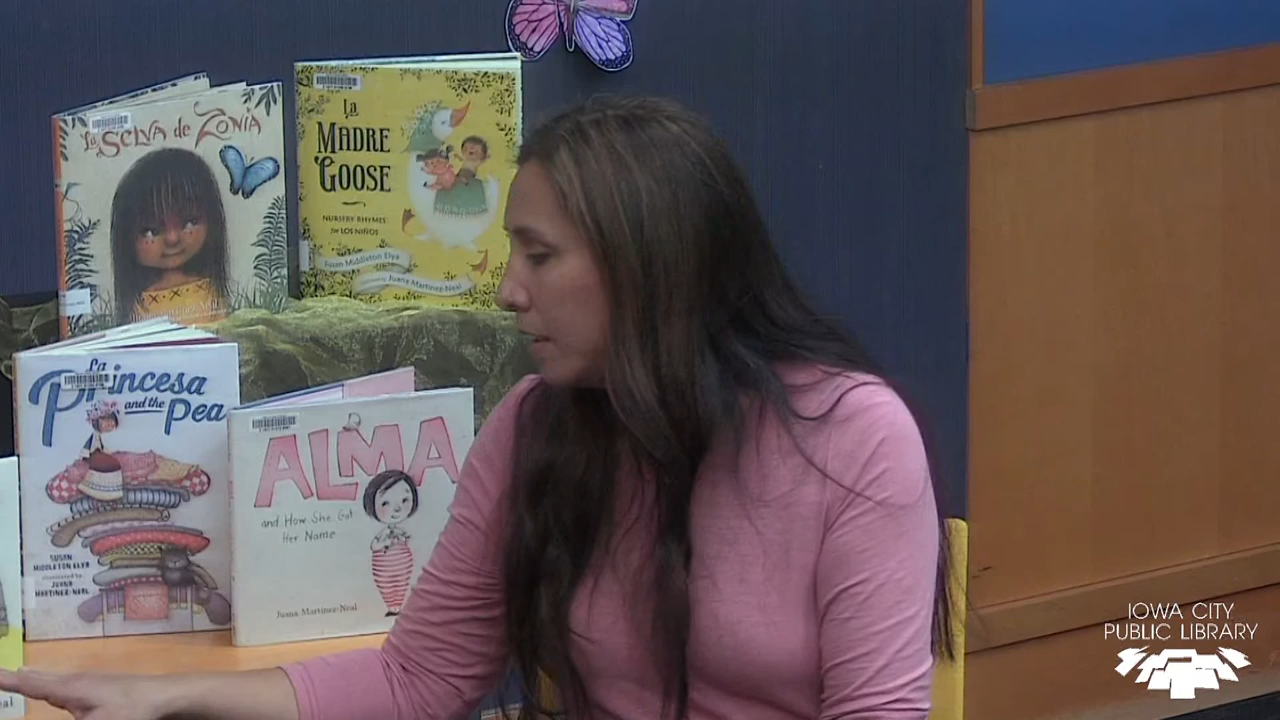 La SELVA de ZONIA
La
MADRE
GOOSE
NURSERY RHYMES
for LOS NIÑOS
Susan Middleton Elya
Juana Martinez-Neal
La
Princesa
and the Pea
SUSAN
MIDDLETON ELYA
illustrated by
JUANA
MARTINEZ-NEAL
ALMA
and How She Got
Her Name
Juana Martinez-Neal
IOWA CITY
PUBLIC LIBRARY